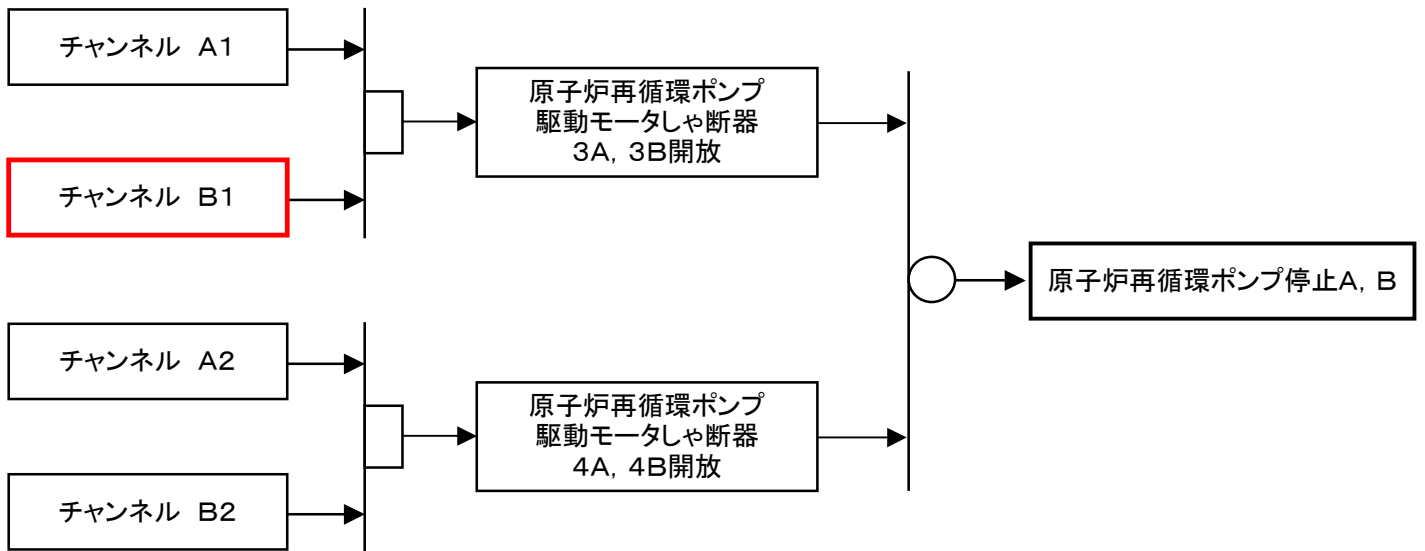 チャンネル A1
チャンネル B1
原子炉再循環ポンプ
駆動モータしゃ断器
3A, 3B開放
原子炉再循環ポンプ停止A, B
チャンネル A2
チャンネル B2
原子炉再循環ポンプ
駆動モータしゃ断器
4A, 4B開放